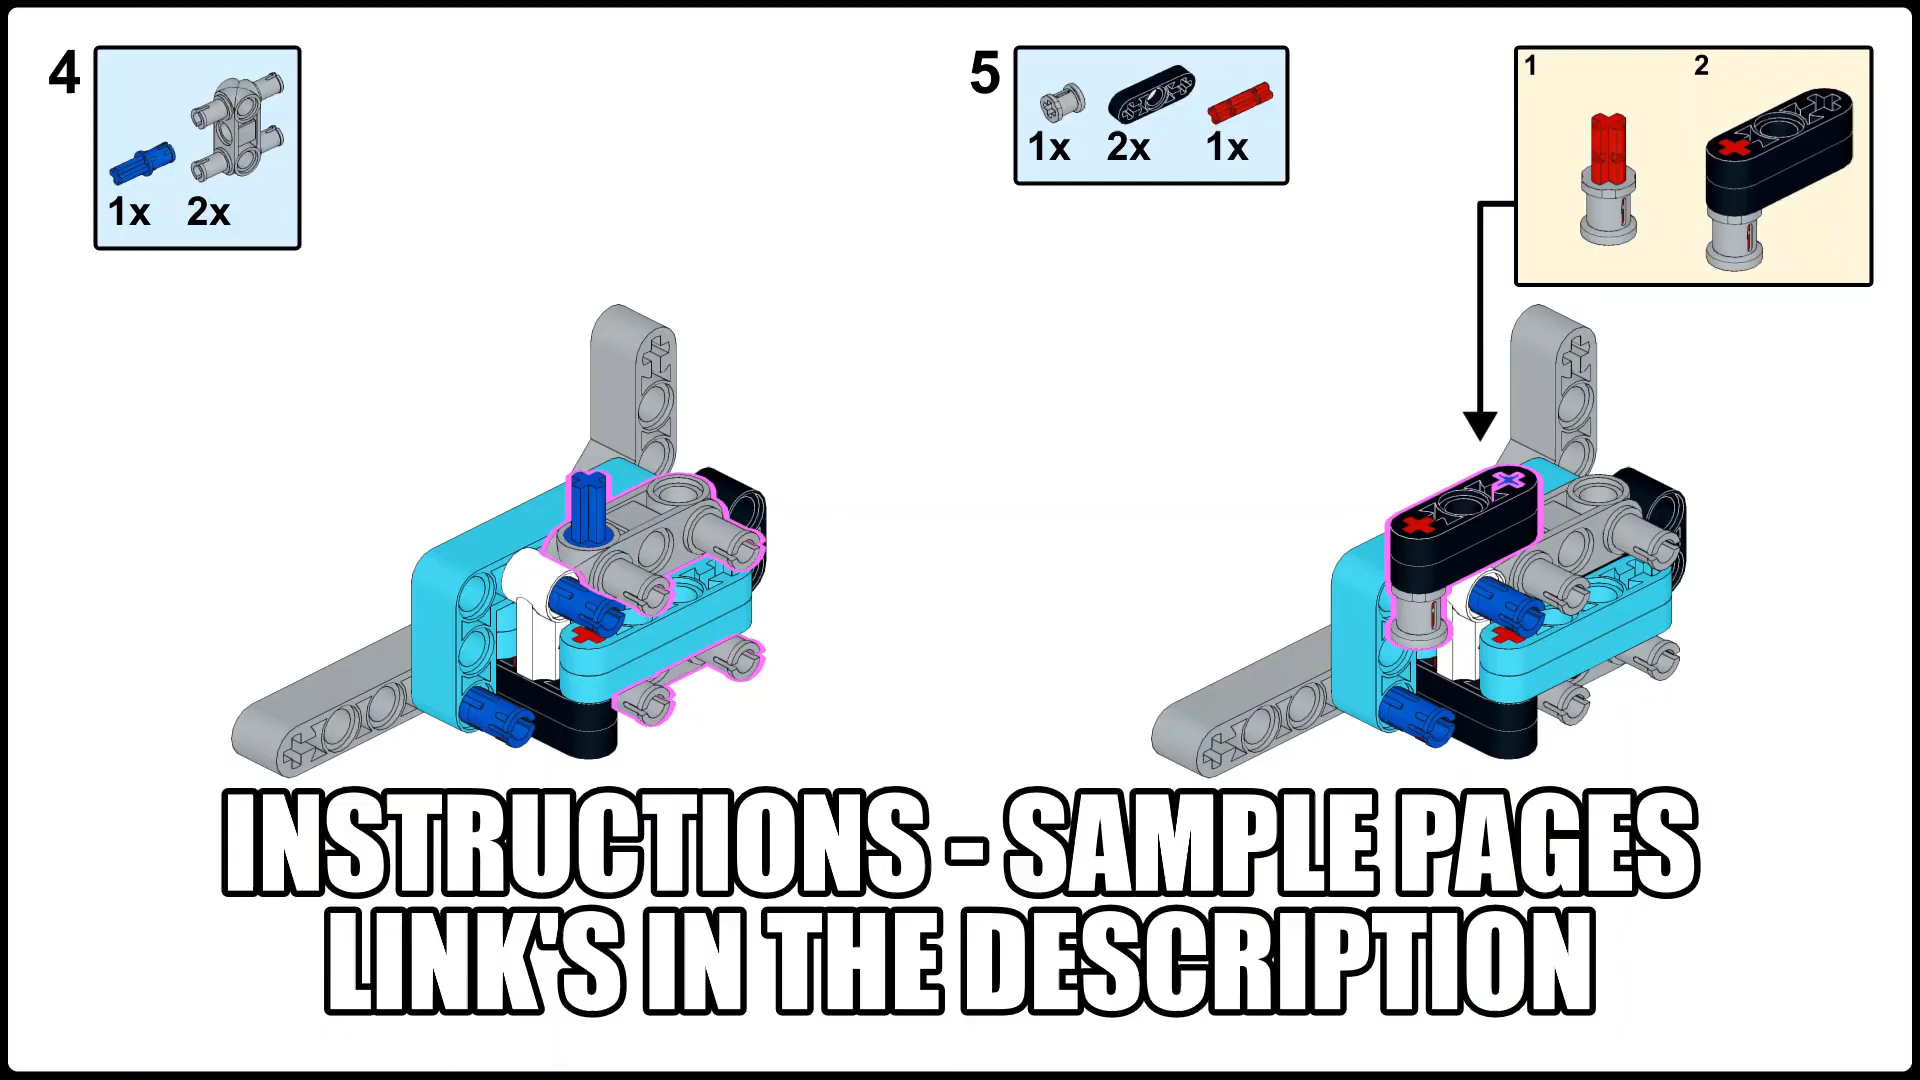 4
1x 2x
5
1x 2x 1x
1 2
INSTRUCTIONS - SAMPLE PAGES
LINK'S IN THE DESCRIPTION